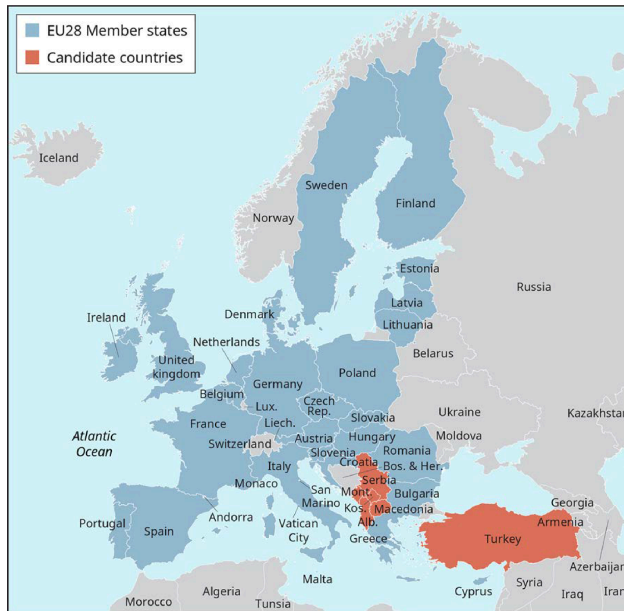 EU28 Member states
Candidate countries
Iceland
Sweden
Finland
Norway
Russia
Estonia
Latvia
Lithuania
Denmark
Ireland
Netherlands
United
kingdom
Belarus
Poland
Germany
Belgium
Czech
Rep.
Lux.
Ukraine
Kazakhstan
Slovakia
France
Liech.
Moldova
Atlantic
Ocean
Switzerland
Austria
Hungary
Slovenia
Romania
Croatia
Bos. & Her.
Italy
Serbia
Monaco
San
Marino
Mont.
Bulgaria
Kos.
Macedonia
Georgia
Andorra
Portugal
Spain
Vatican
City
Alb.
Armenia
Greece
Turkey
Azerbaijan
Malta
Cyprus
Syria
Iraq
Iran
Morocco
Algeria
Tunsia